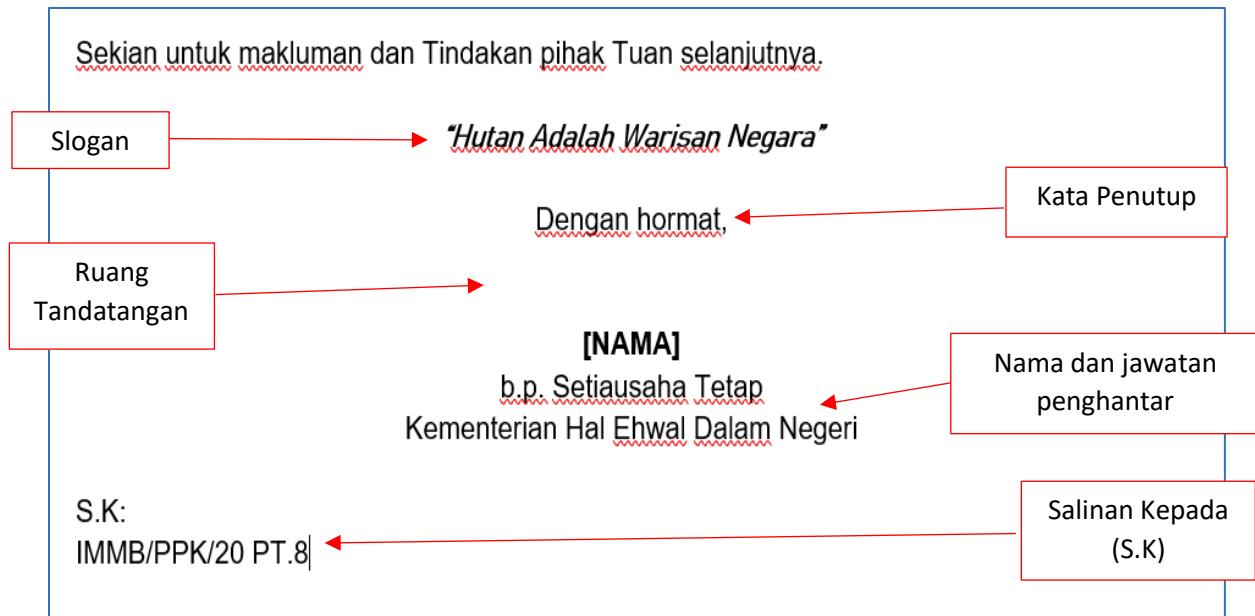 Sekian untuk makluman dan Tindakan pihak Tuan selanjutnya.
Slogan
“Hutan Adalah Warisan Negara”
Kata Penutup
Dengan hormat,
Ruang
Tandatangan
[NAMA]
b.p. Setiausaha Tetap
Kementerian Hal Ehwal Dalam Negeri
Nama dan jawatan
penghantar
S.K:
IMMB/PPK/20 PT.8
Salinan Kepada
(S.K)